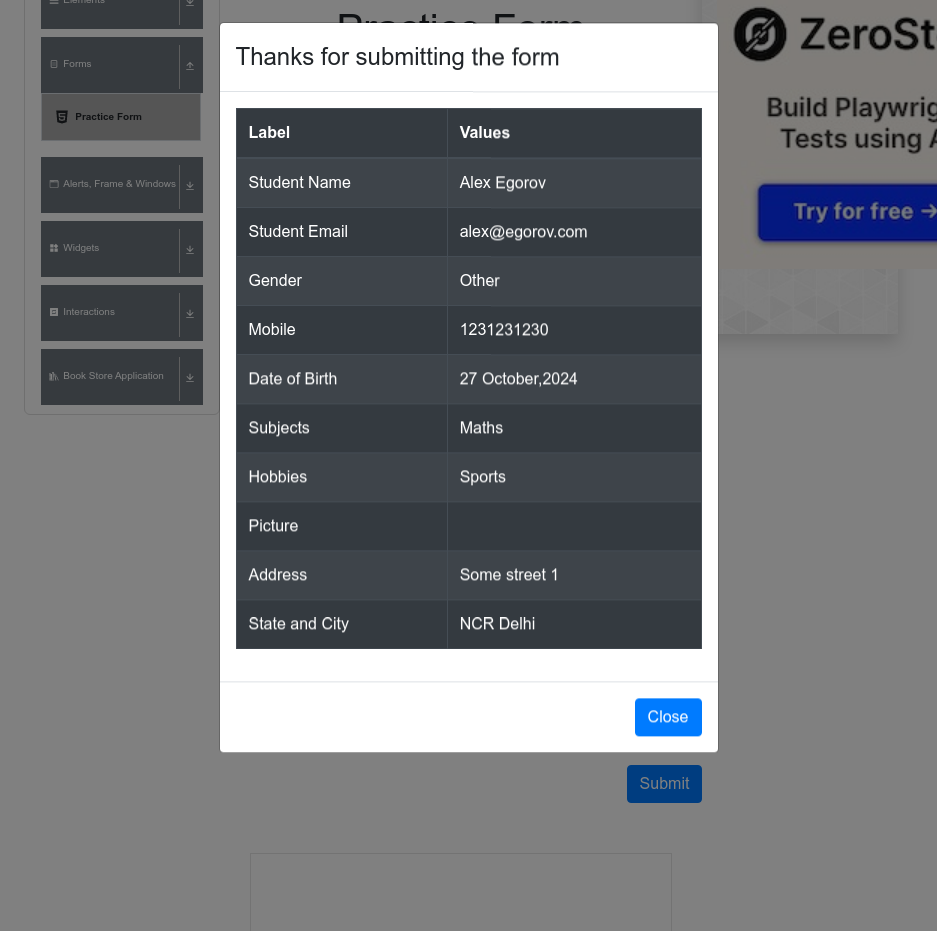 Elements
Practice Form
Forms
Practice Form
Alerts, Frame & Windows
Widgets
Interactions
Book Store Application
Thanks for submitting the form
Label Values
Student Name Alex Egorov
Student Email alex@egorov.com
Gender Other
Mobile 1231231230
Date of Birth 27 October,2024
Subjects Maths
Hobbies Sports
Picture
Address Some street 1
State and City NCR Delhi
Close
Submit
Build
Tests using
Try for free →